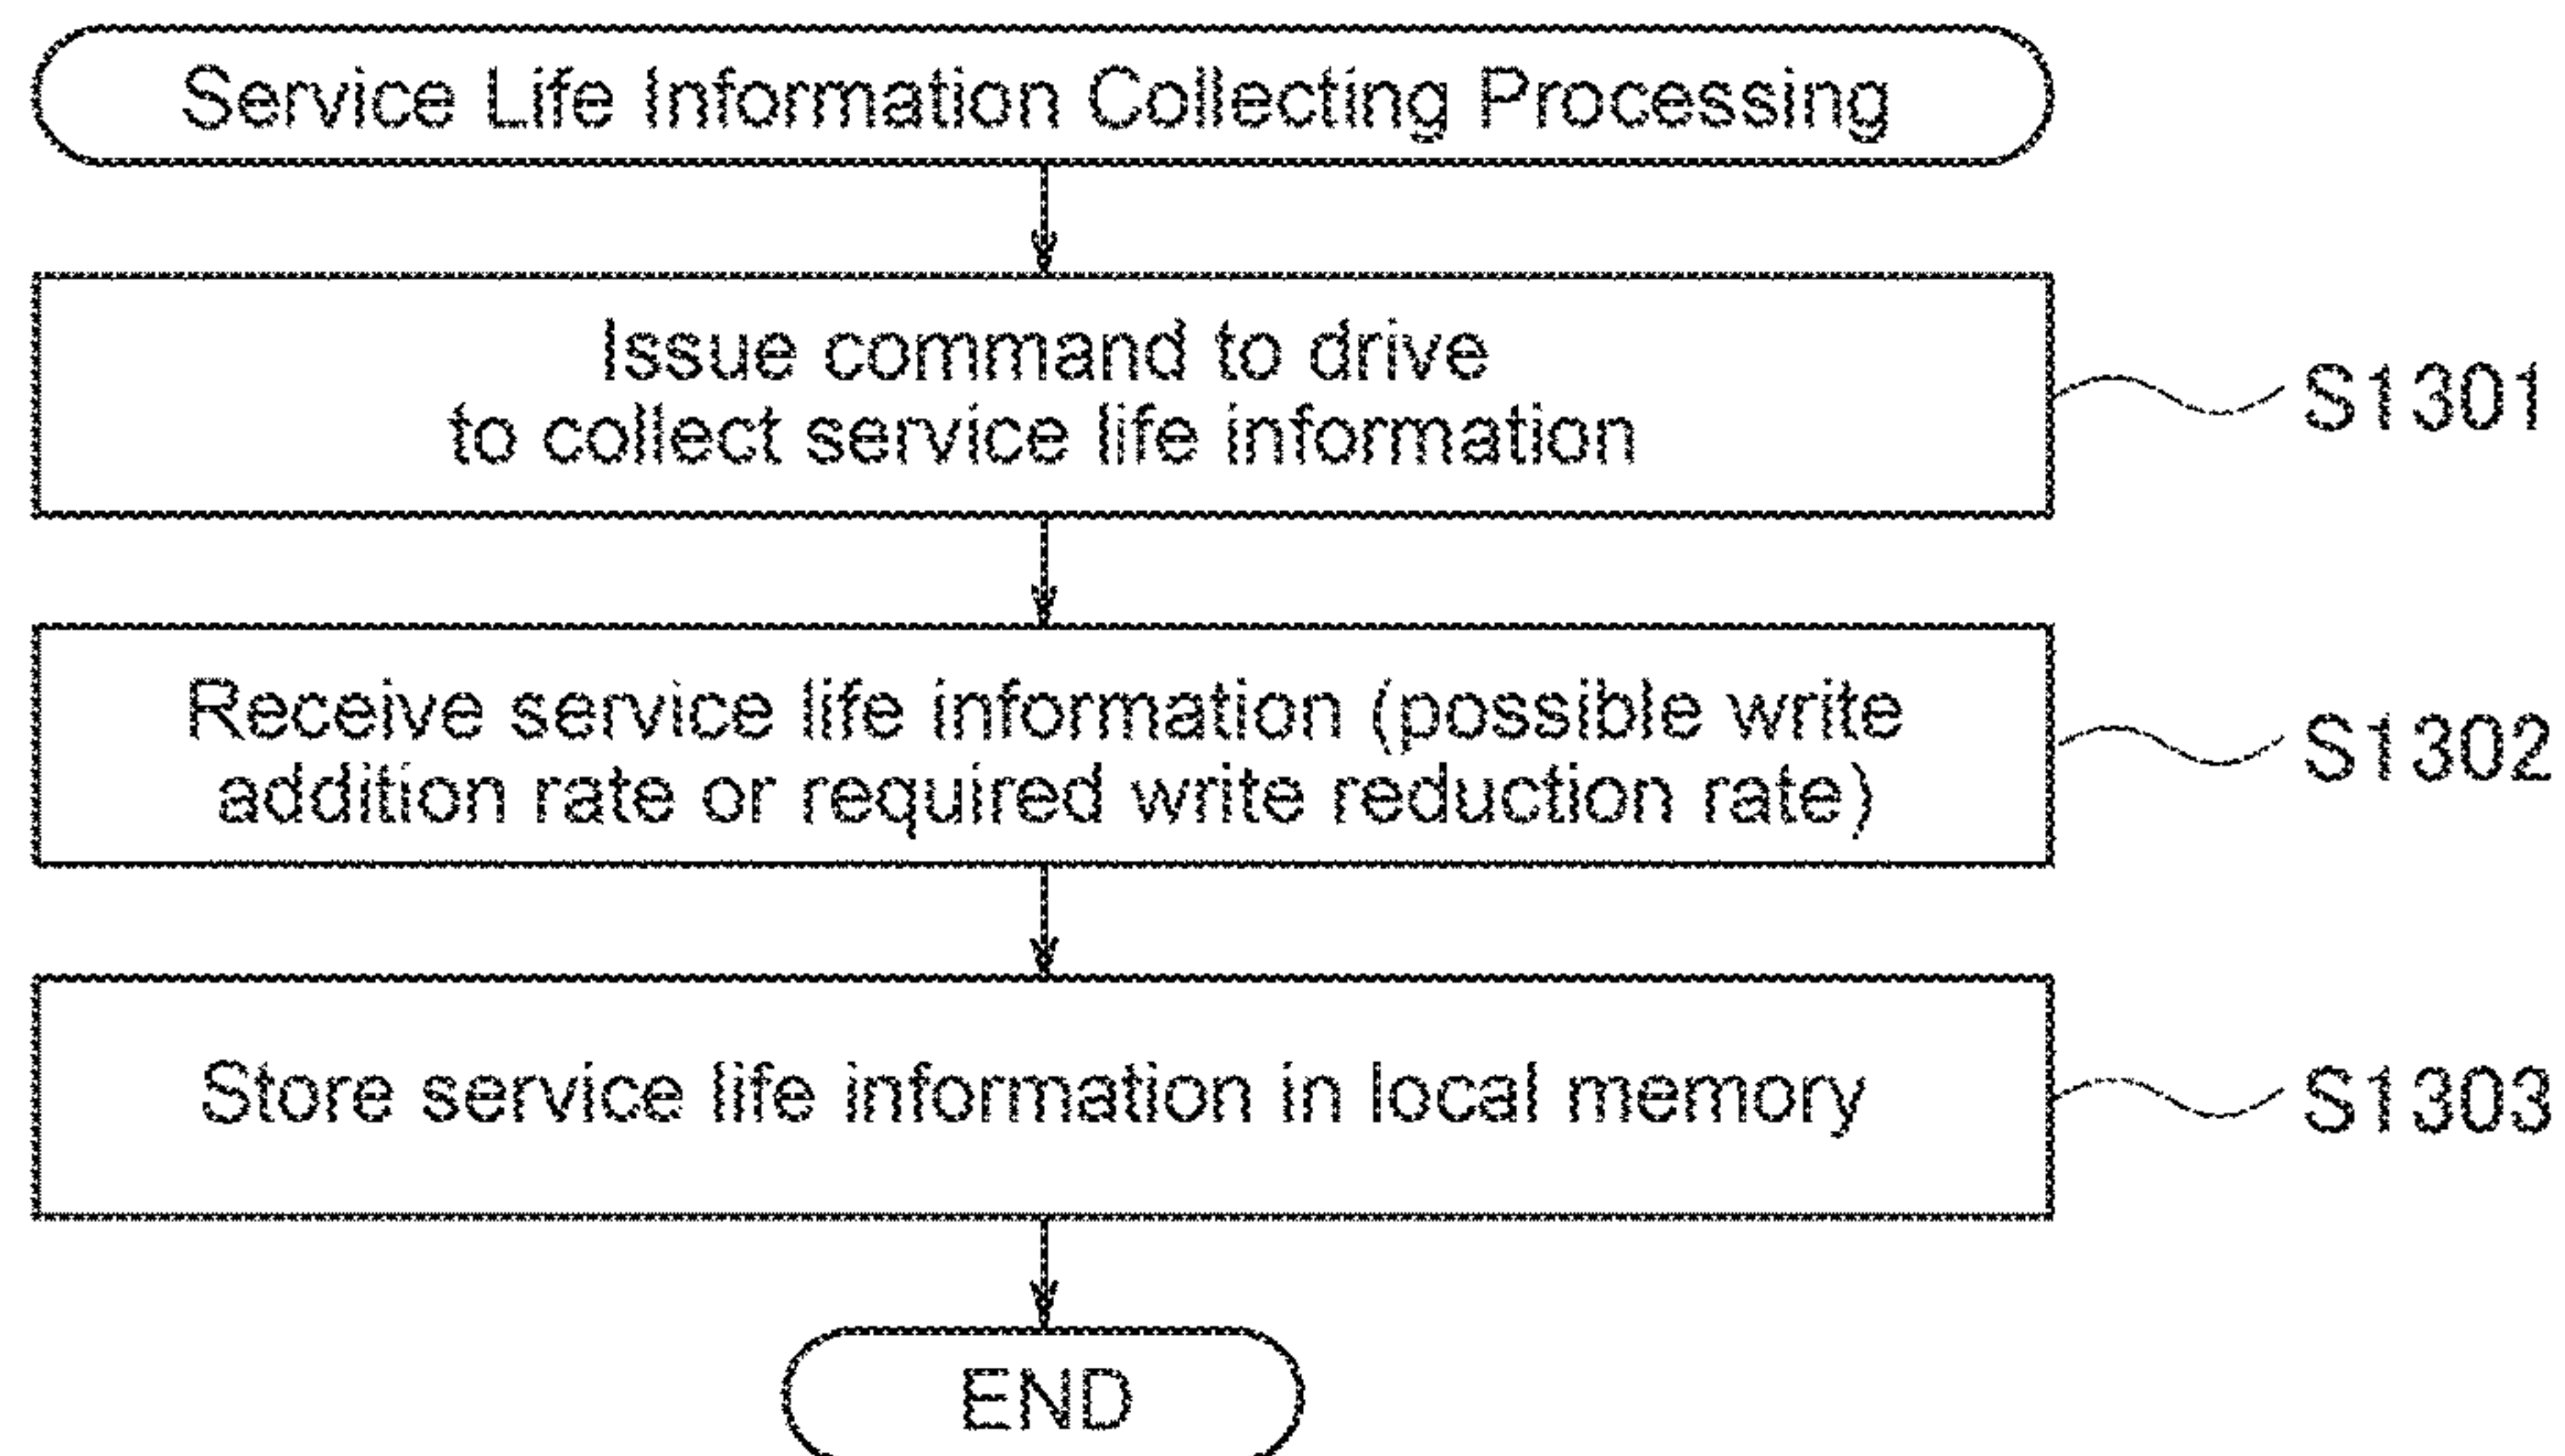 Service Life Information Collecting Processing
Issue command to drive
to collect service life information
S1301
Receive service life information (possible write
addition rate or required write reduction rate)
S1302
Store service life information in local memory
S1303
END